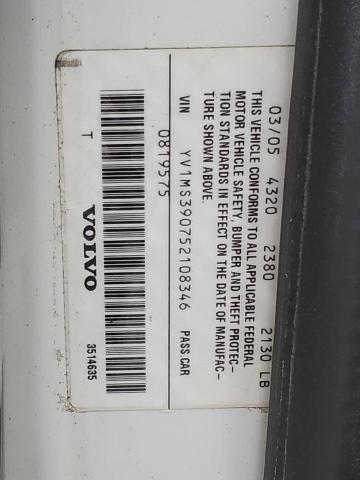 03/05 4320 2380 2130 LB
THIS VEHICLE CONFORMS TO ALL APPLICABLE FEDERAL
MOTOR VEHICLE SAFETY, BUMPER AND THEFT PROTEC-
TION STANDARDS IN EFFECT ON THE DATE OF MANUFAC-
TURE SHOWN ABOVE.
VIN YV1MS390752108346 PASS.CAR
0819575
T VOLVO 3514635